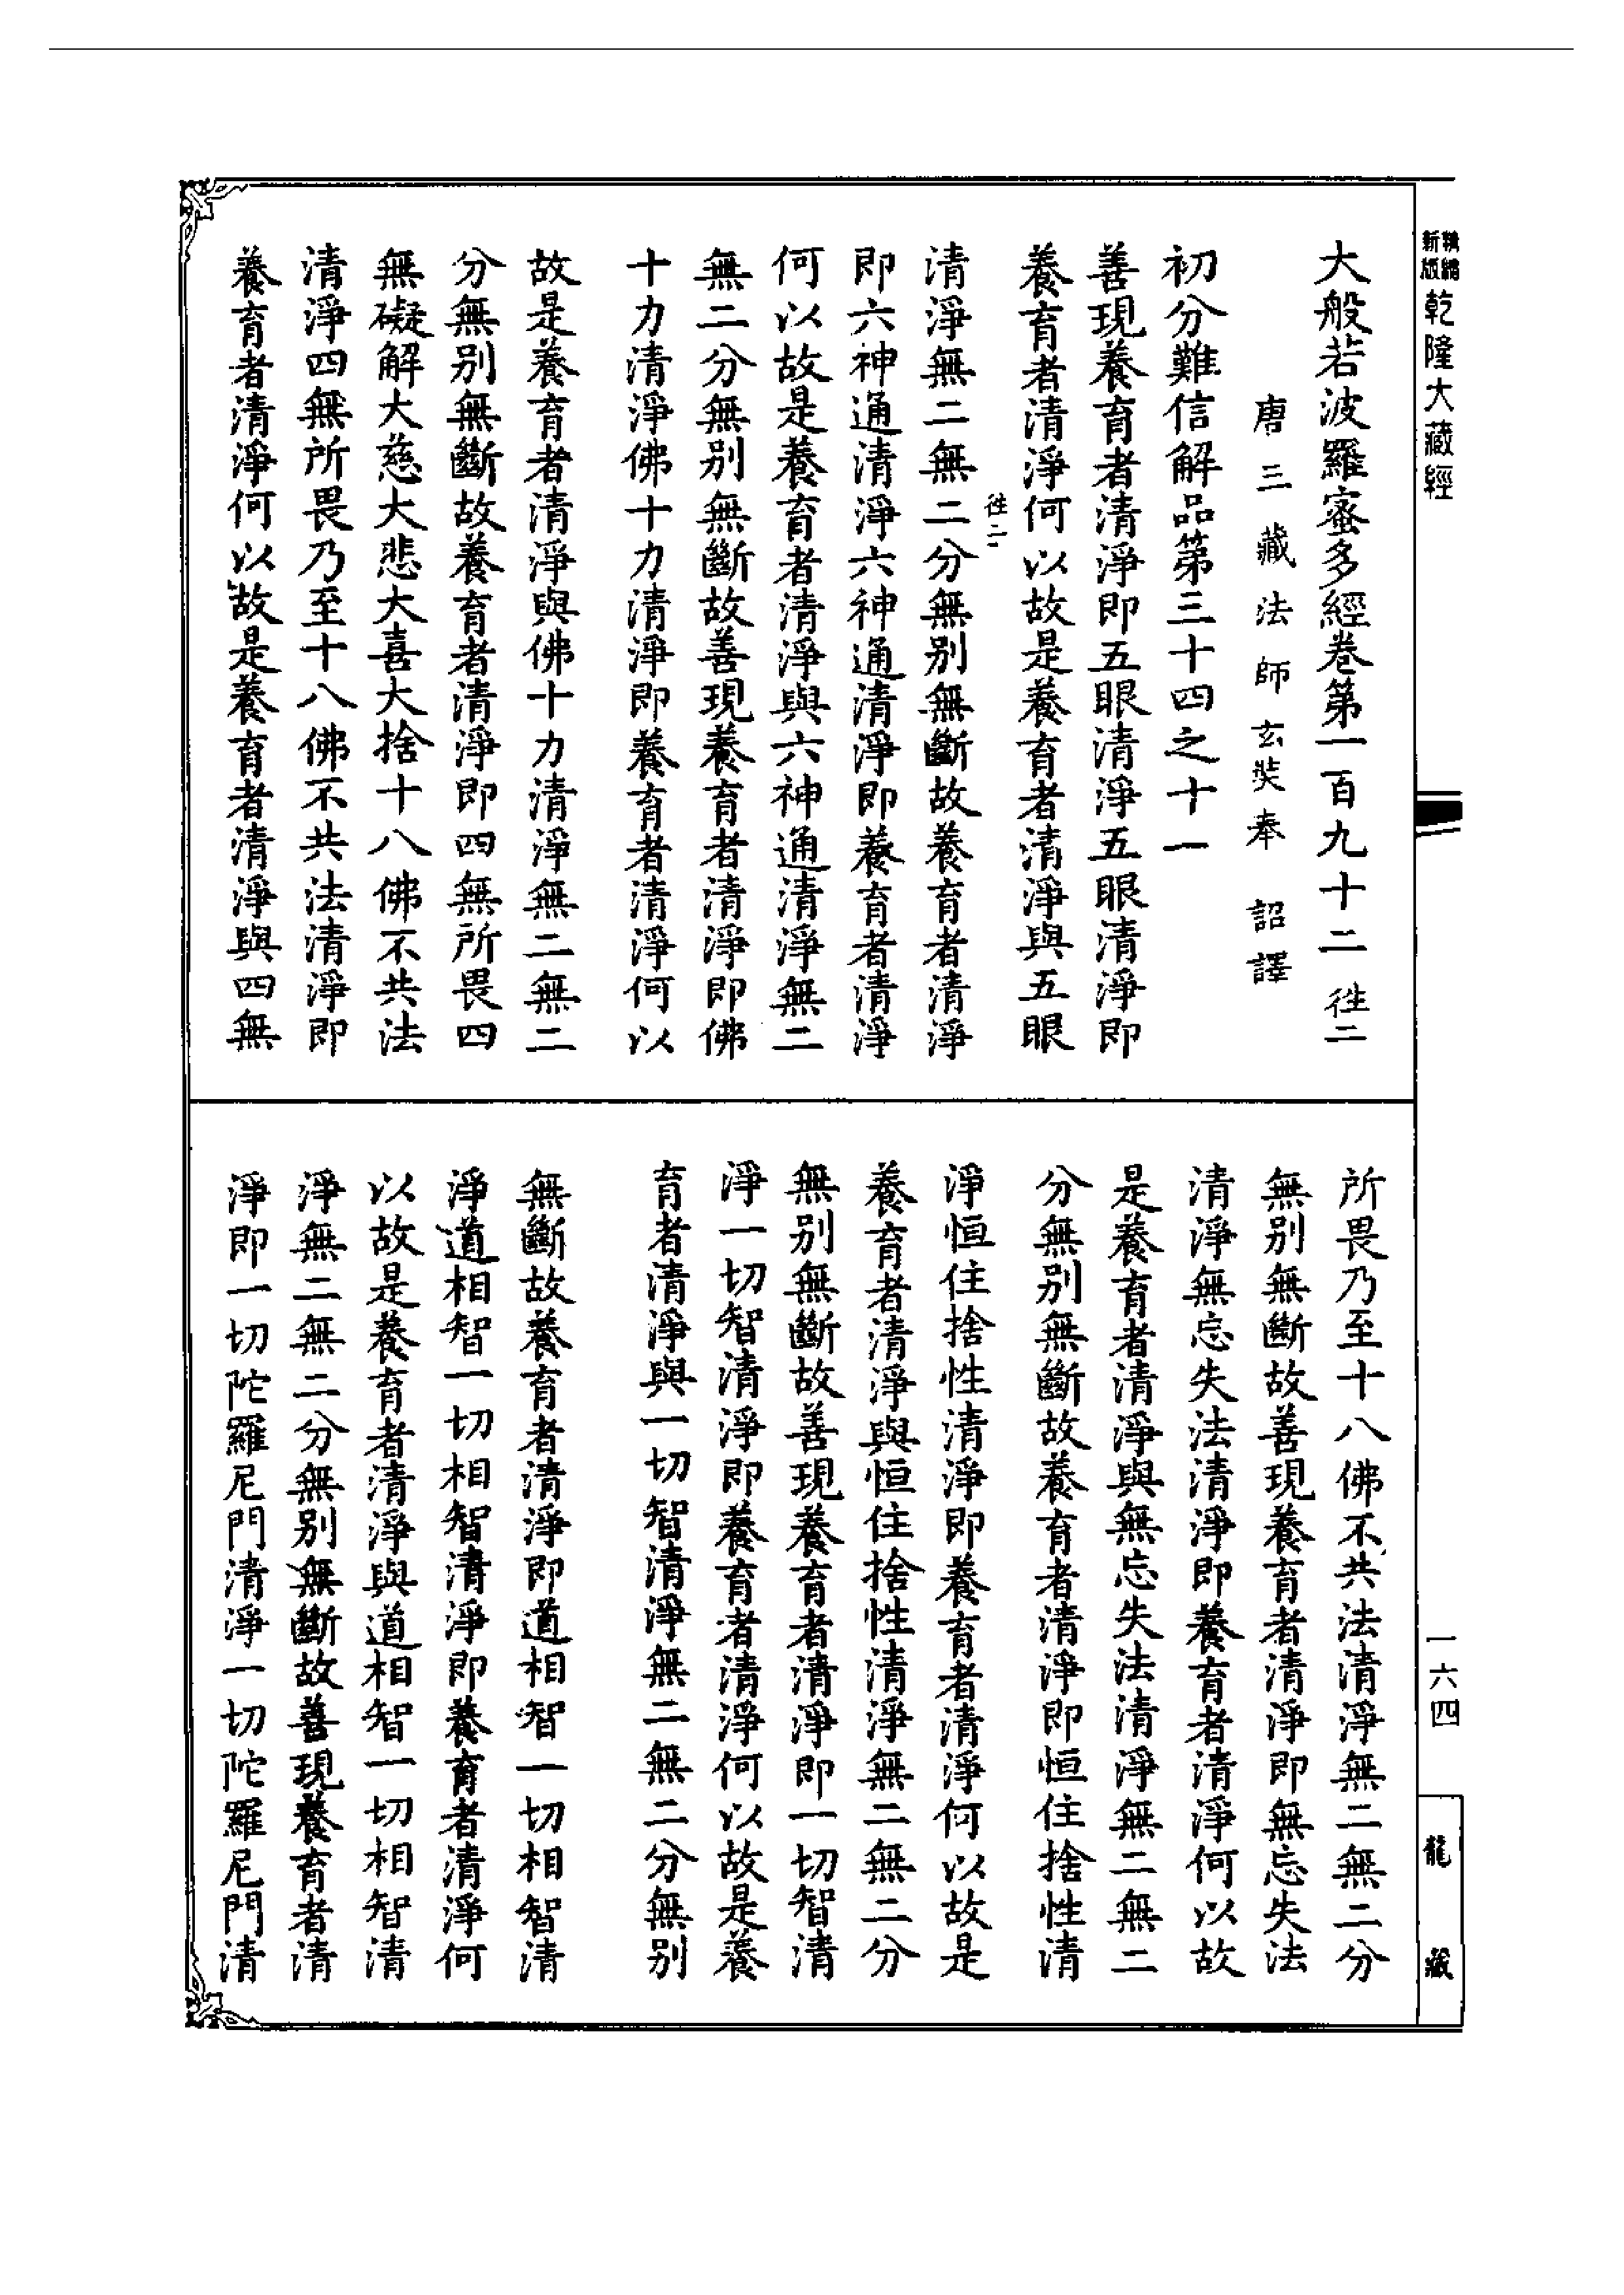 新版
乾隆大藏經
一六四
龍藏
大般若波羅蜜多經卷第一百九十二 徃二
唐三藏法師玄奘奉 詔譯
初分難信解品第三十四之十一
善現養育者清淨即五眼清淨五眼清淨即
養育者清淨何以故是養育者清淨與五眼
徃二
清淨無二無二分無别無斷故養育者清淨
即六神通清淨六神通清淨即養育者清淨
何以故是養育者清淨與六神通清淨無二
無二分無别無斷故善現養育者清淨即佛
十力清淨佛十力清淨即養育者清淨何以
故是養育者清淨與佛十力清淨無二無二
分無别無斷故養育者清淨即四無所畏四
無礙解大慈大悲大喜大捨十八佛不共法
清淨四無所畏乃至十八佛不共法清淨即
養育者清淨何以故是養育者清淨與四無
所畏乃至十八佛不共法清淨無二無二分
無别無斷故善現養育者清淨即無忘失法
清淨無忘失法清淨即養育者清淨何以故
是養育者清淨與無忘失法清淨無二無二
分無别無斷故養育者清淨即恒住捨性清
淨恒住捨性清淨即養育者清淨何以故是
養育者清淨與恒住捨性清淨無二無二分
無别無斷故善現養育者清淨即一切智清
淨一切智清淨即養育者清淨何以故是養
育者清淨與一切智清淨無二無二分無别
無斷故養育者清淨即道相智一切相智清
淨道相智一切相智清淨即養育者清淨何
以故是養育者清淨與道相智一切相智清
淨無二無二分無别無斷故善現養育者清
淨即一切陀羅尼門清淨一切陀羅尼門清